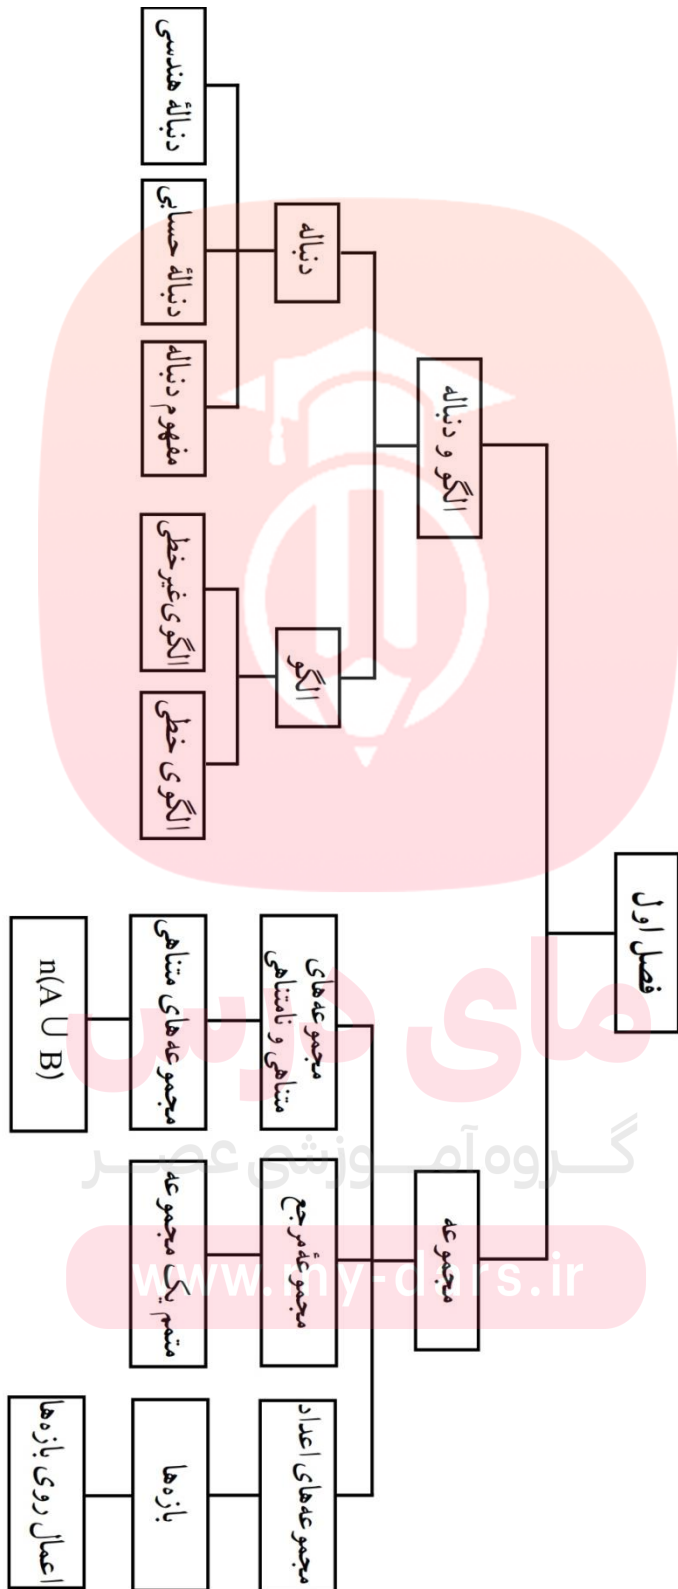 فصل اول
مجموعه
الگو و دنباله
مجموعه‌های اعداد
بازه‌ها
اعمال روی بازه‌ها
مجموعهٔ مرجع
متمم یک مجموعه
مجموعه‌های
متناهی و نامتناهی
مجموعه‌های متناهی
n(A ∪ B)
الگو
الگوی خطی
الگوی غیرخطی
دنباله
مفهوم دنباله
دنبالهٔ حسابی
دنبالهٔ هندسی
مای درس
گروه آموزشی عصر
www.my-dars.ir